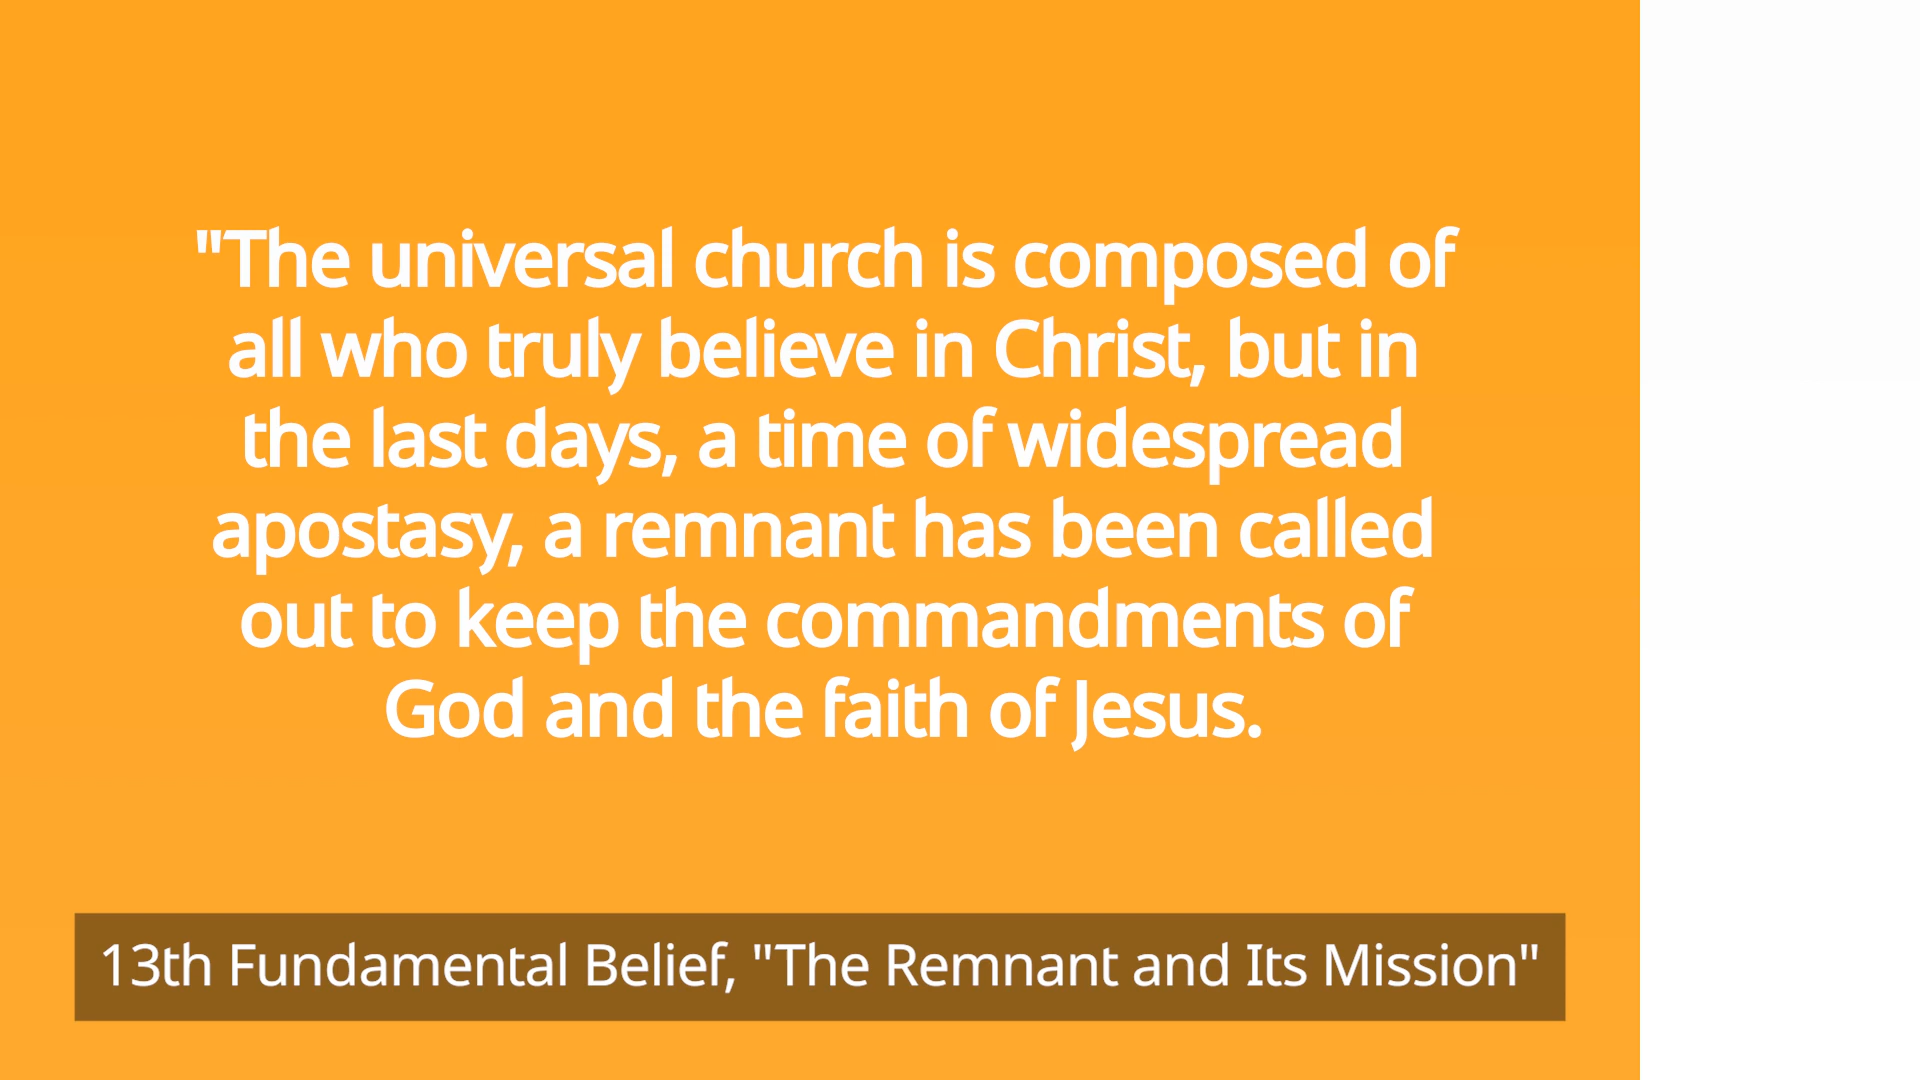 "The universal church is composed of
all who truly believe in Christ, but in
the last days, a time of widespread
apostasy, a remnant has been called
out to keep the commandments of
God and the faith of Jesus.
13th Fundamental Belief, "The Remnant and Its Mission"